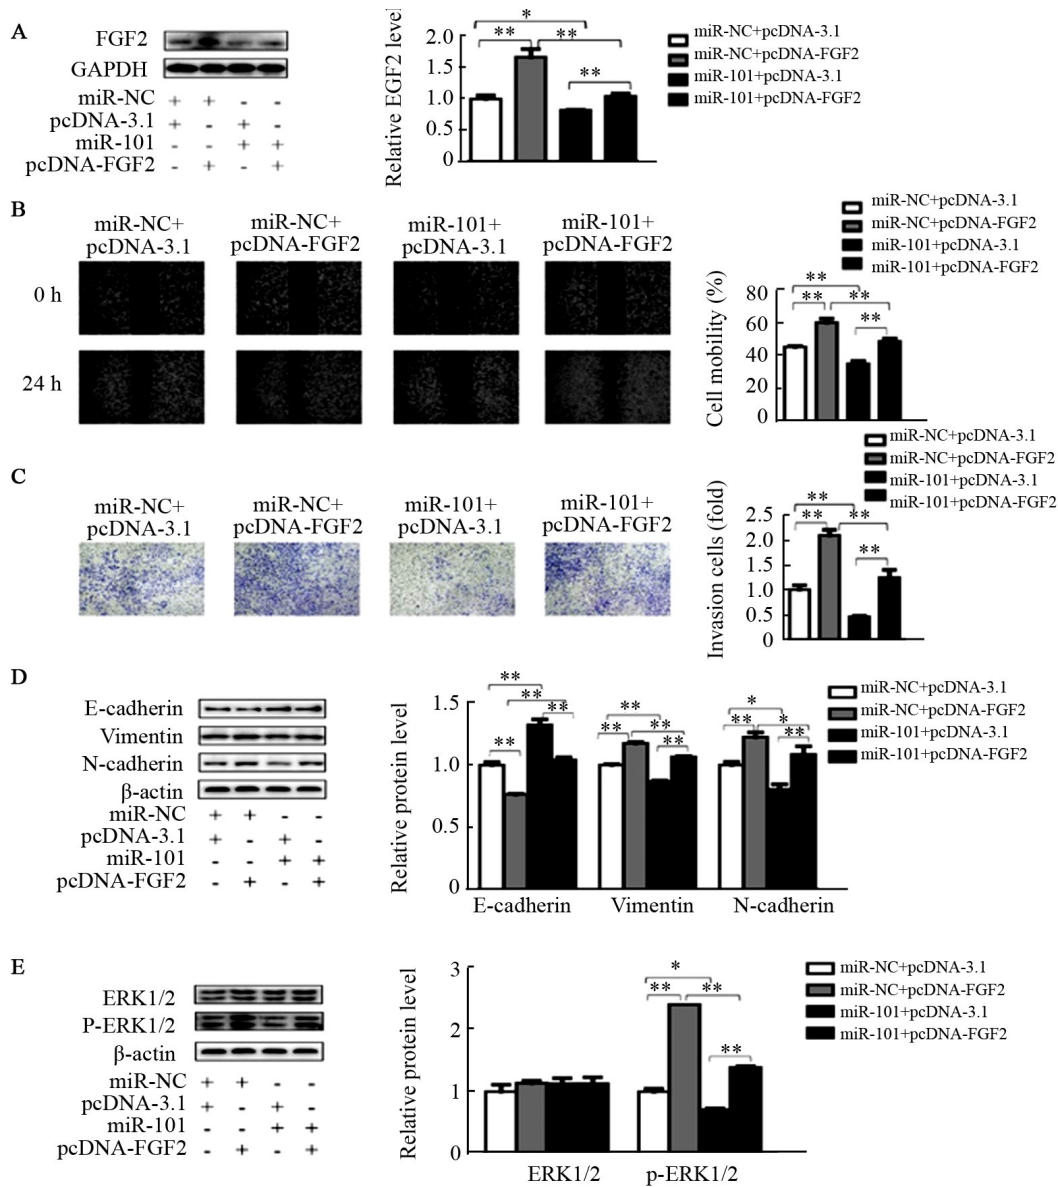 A
FGF2
GAPDH
miR-NC + + - -
pcDNA-3.1 + - + -
miR-101 - - + +
pcDNA-FGF2 - + - +
Relative EGF2 level
2.0
1.5
1.0
0.5
0
*
** **
**
miR-NC+pcDNA-3.1
miR-NC+pcDNA-FGF2
miR-101+pcDNA-3.1
miR-101+pcDNA-FGF2
B
miR-NC+
pcDNA-3.1
miR-NC+
pcDNA-FGF2
miR-101+
pcDNA-3.1
miR-101+
pcDNA-FGF2
0 h
24 h
miR-NC+pcDNA-3.1
miR-NC+pcDNA-FGF2
miR-101+pcDNA-3.1
miR-101+pcDNA-FGF2
Cell mobility (%)
80
60
40
20
0
**
** **
**
C
miR-NC+
pcDNA-3.1
miR-NC+
pcDNA-FGF2
miR-101+
pcDNA-3.1
miR-101+
pcDNA-FGF2
miR-NC+pcDNA-3.1
miR-NC+pcDNA-FGF2
miR-101+pcDNA-3.1
miR-101+pcDNA-FGF2
Invasion cells (fold)
2.5
2.0
1.5
1.0
0.5
0
**
** **
**
D
E-cadherin
Vimentin
N-cadherin
β-actin
miR-NC + + - -
pcDNA-3.1 + - + -
miR-101 - - + +
pcDNA-FGF2 - + - +
Relative protein level
1.5
1.0
0.5
0
**
**
**
**
**
** **
**
*
** *
**
E-cadherin Vimentin N-cadherin
miR-NC+pcDNA-3.1
miR-NC+pcDNA-FGF2
miR-101+pcDNA-3.1
miR-101+pcDNA-FGF2
E
ERK1/2
P-ERK1/2
β-actin
miR-NC + + - -
pcDNA-3.1 + - + -
miR-101 - - + +
pcDNA-FGF2 - + - +
Relative protein level
3
2
1
0
*
** **
**
ERK1/2 p-ERK1/2
miR-NC+pcDNA-3.1
miR-NC+pcDNA-FGF2
miR-101+pcDNA-3.1
miR-101+pcDNA-FGF2